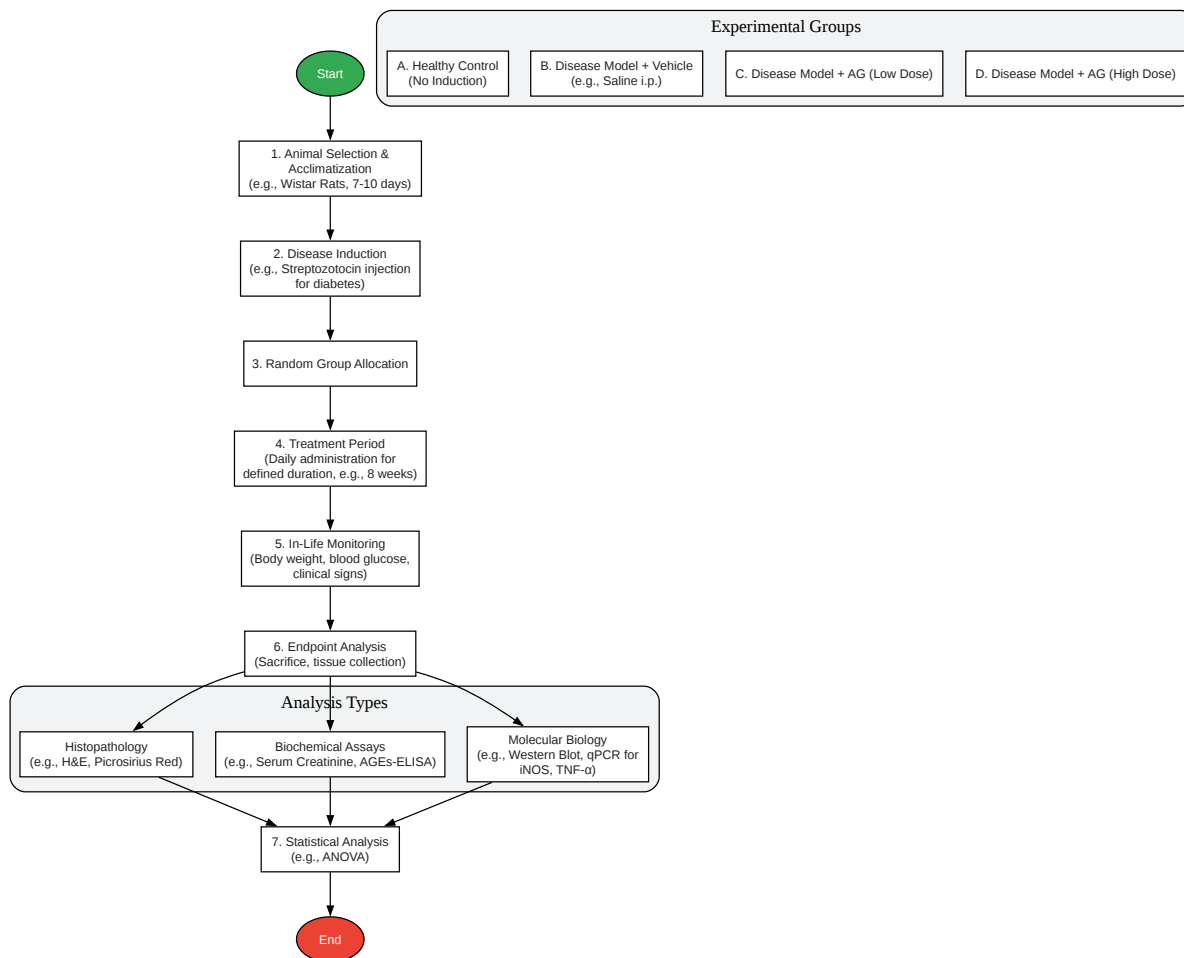 Experimental Groups
Start
A. Healthy Control
(No Induction)
B. Disease Model + Vehicle
(e.g., Saline i.p.)
C. Disease Model + AG (Low Dose)
D. Disease Model + AG (High Dose)
1. Animal Selection &
Acclimatization
(e.g., Wistar Rats, 7-10 days)
2. Disease Induction
(e.g., Streptozotocin injection
for diabetes)
3. Random Group Allocation
4. Treatment Period
(Daily administration for
defined duration, e.g., 8 weeks)
5. In-Life Monitoring
(Body weight, blood glucose,
clinical signs)
6. Endpoint Analysis
(Sacrifice, tissue collection)
Analysis Types
Histopathology
(e.g., H&E, Picrosirius Red)
Biochemical Assays
(e.g., Serum Creatinine, AGEs-ELISA)
Molecular Biology
(e.g., Western Blot, qPCR for
iNOS, TNF-α)
7. Statistical Analysis
(e.g., ANOVA)
End